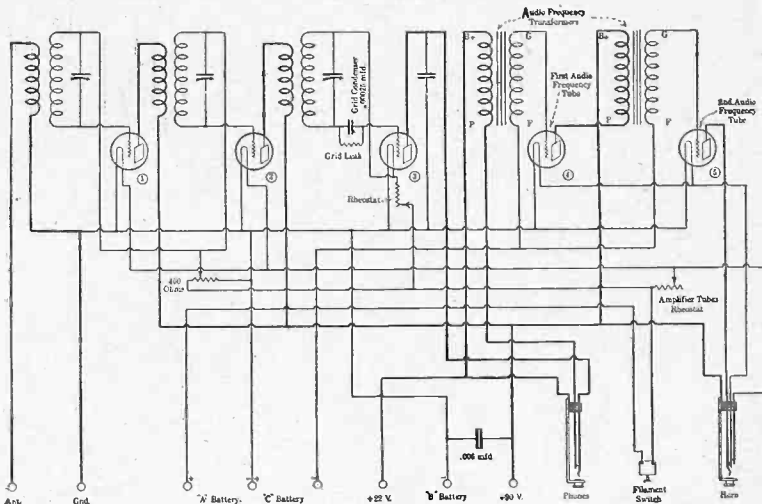 Audio Frequency
Transformers
B+
G
B+
G
P
F
P
F
First Audio
Frequency
Tube
2nd Audio
Frequency
Tube
Grid Condenser
.00025 mfd.
Grid Leak
Rheostat
①
②
③
④
⑤
400
Ohms
Amplifier Tubes
Rheostat
.006 mfd.
Ant.
Grd.
"A" Battery.
"C" Battery
+22 V.
"B" Battery
+90 V.
Phones
Filament
Switch
Horn